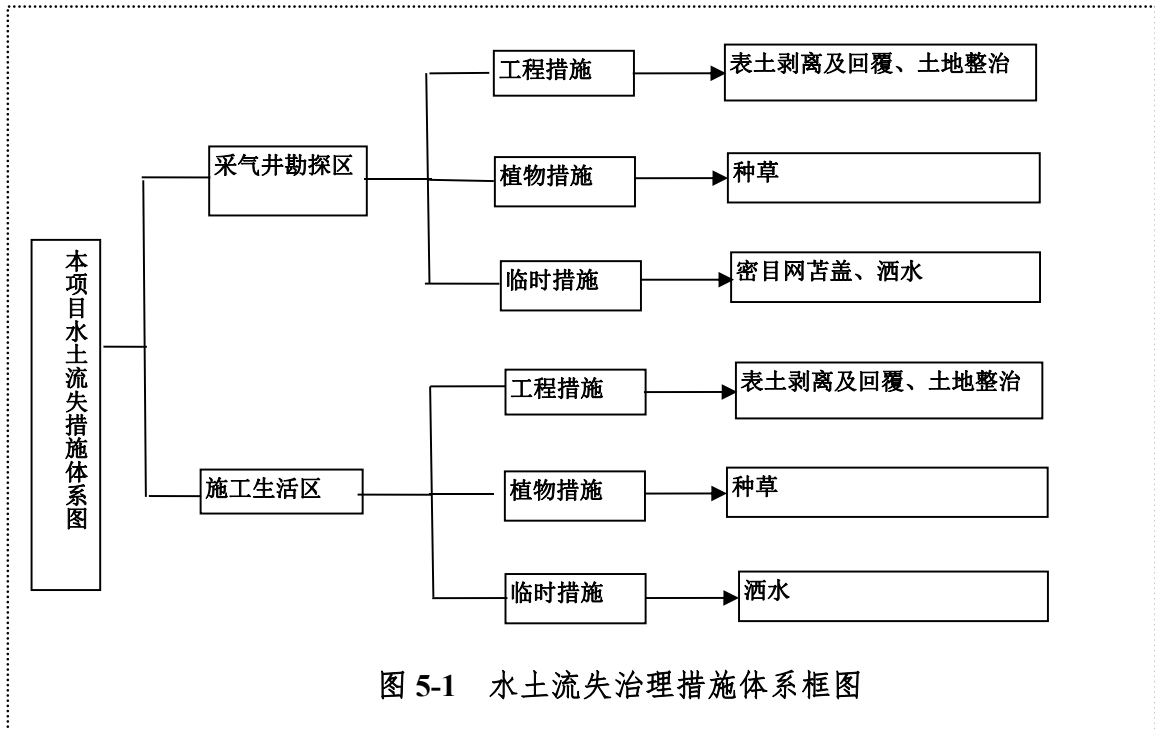 本项目水土流失措施体系图
采气井勘探区
工程措施
表土剥离及回覆、土地整治
植物措施
种草
临时措施
密目网苫盖、洒水
施工生活区
工程措施
表土剥离及回覆、土地整治
植物措施
种草
临时措施
洒水
图 5-1 水土流失治理措施体系框图